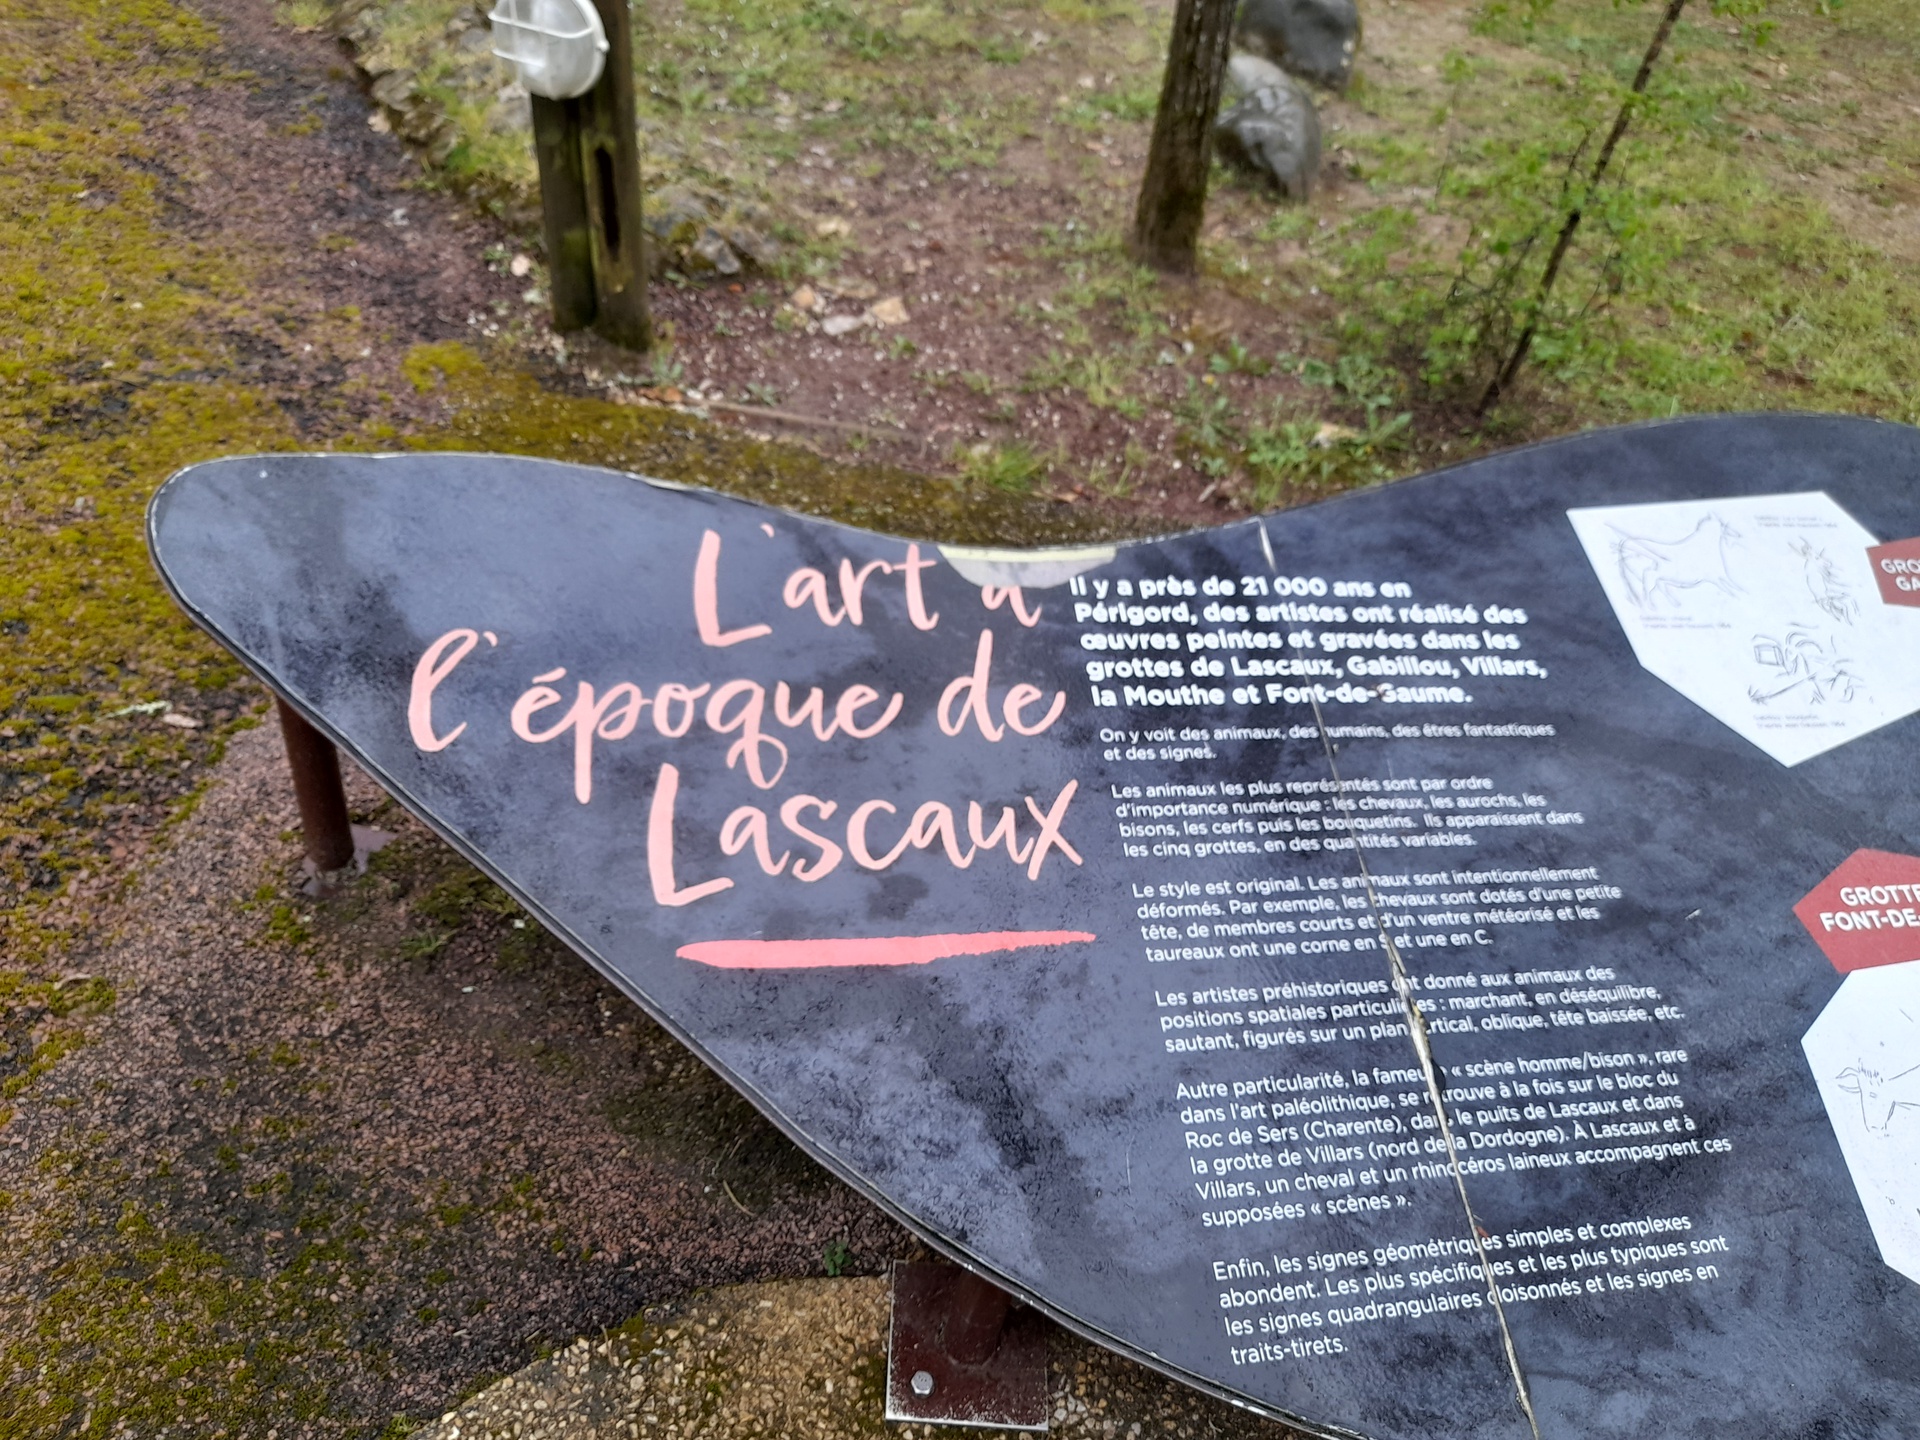 L'art à
l'époque de
Lascaux
Il y a près de 21 000 ans en
Périgord, des artistes ont réalisé des
œuvres peintes et gravées dans les
grottes de Lascaux, Gabillou, Villars,
la Mouthe et Font-de-Gaume.
On y voit des animaux, des humains, des êtres fantastiques
et des signes.
Les animaux les plus représentés sont par ordre
d'importance numérique : les chevaux, les aurochs, les
bisons, les cerfs puis les bouquetins. Ils apparaissent dans
les cinq grottes, en des quantités variables.
Le style est original. Les animaux sont intentionnellement
déformés. Par exemple, les chevaux sont dotés d'une petite
tête, de membres courts et d'un ventre météorisé et les
taureaux ont une corne en S et une en C.
Les artistes préhistoriques ont donné aux animaux des
positions spatiales particulières : marchant, en déséquilibre,
sautant, figurés sur un plan vertical, oblique, tête baissée, etc.
Autre particularité, la fameuse « scène homme/bison », rare
dans l'art paléolithique, se retrouve à la fois sur le bloc du
Roc de Sers (Charente), dans le puits de Lascaux et dans
la grotte de Villars (nord de la Dordogne). À Lascaux et à
Villars, un cheval et un rhinocéros laineux accompagnent ces
supposées « scènes ».
Enfin, les signes géométriques simples et complexes
abondent. Les plus spécifiques et les plus typiques sont
les signes quadrangulaires cloisonnés et les signes en
traits-tirets.
GRO
GA
GROTTE
FONT-DE-